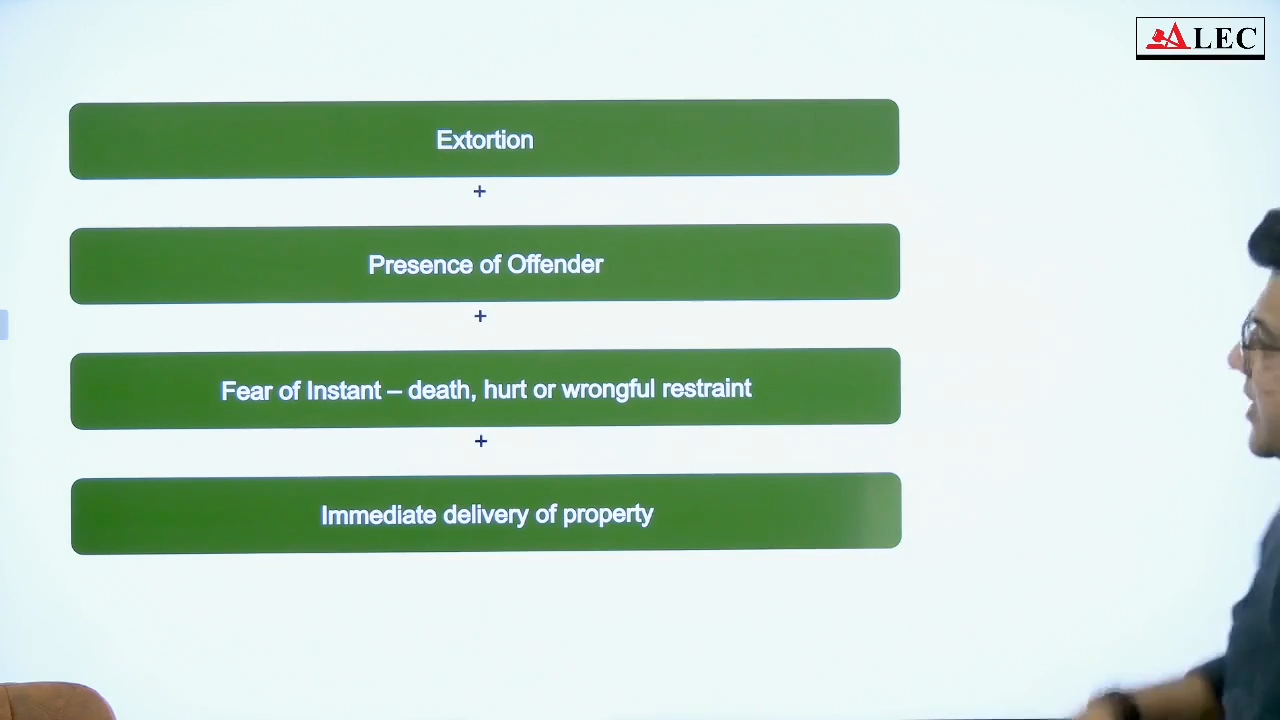 ALEC
Extortion
+
Presence of Offender
+
Fear of Instant – death, hurt or wrongful restraint
+
Immediate delivery of property